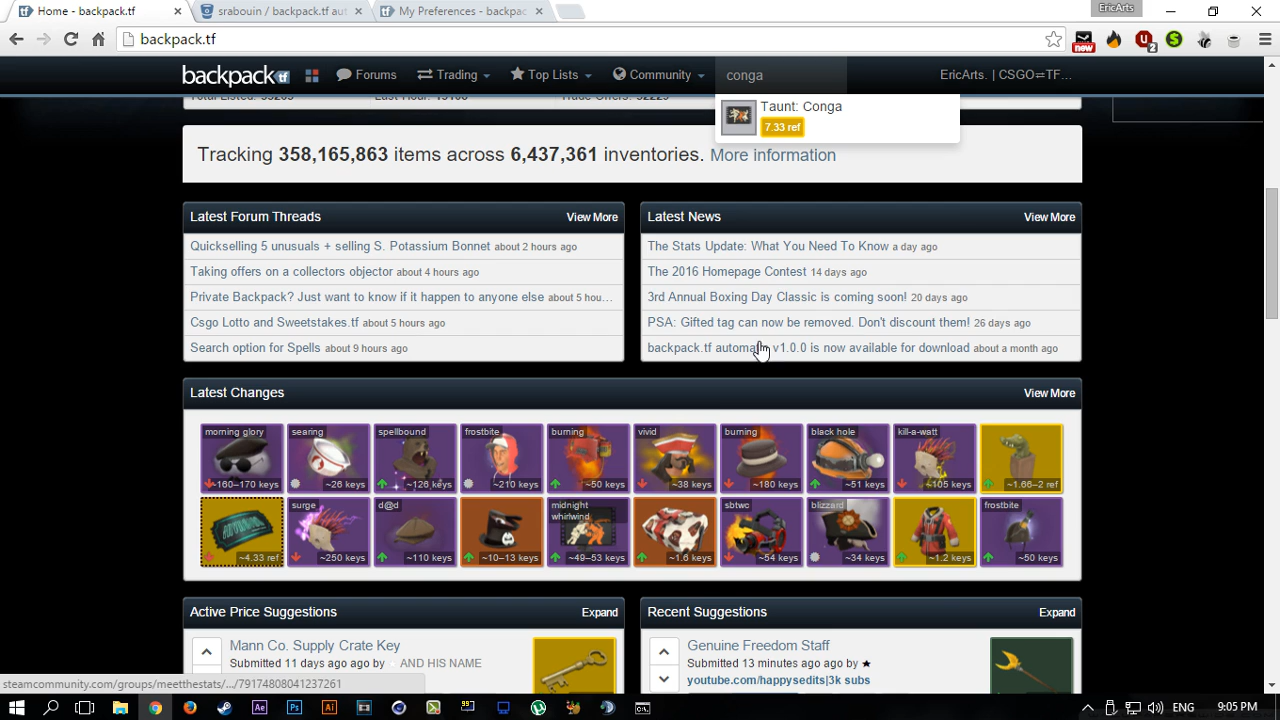 Home - backpack.tf
srabouin / backpack.tf aut
My Preferences - backpac
EricArts
backpack.tf
new
2
backpack tf
Forums
Trading
Top Lists
Community
conga
EricArts. | CSGO⇌TF…
Taunt: Conga
7.33 ref
Tracking 358,165,863 items across 6,437,361 inventories. More information
Latest Forum Threads
View More
Quickselling 5 unusuals + selling S. Potassium Bonnet about 2 hours ago
Taking offers on a collectors objector about 4 hours ago
Private Backpack? Just want to know if it happen to anyone else about 5 hou…
Csgo Lotto and Sweetstakes.tf about 5 hours ago
Search option for Spells about 9 hours ago
Latest News
View More
The Stats Update: What You Need To Know a day ago
The 2016 Homepage Contest 14 days ago
3rd Annual Boxing Day Classic is coming soon! 20 days ago
PSA: Gifted tag can now be removed. Don't discount them! 26 days ago
backpack.tf automa v1.0.0 is now available for download about a month ago
Latest Changes
View More
morning glory
~160–170 keys
searing
~26 keys
spellbound
~126 keys
frostbite
~210 keys
burning
~50 keys
vivid
~38 keys
burning
~180 keys
black hole
~51 keys
kill-a-watt
~105 keys
~1.66–2 ref
~4.33 ref
surge
~250 keys
d@d
~110 keys
~10–13 keys
midnight
whirlwind
~49–53 keys
~1.6 keys
sbtwc
~54 keys
blizzard
~34 keys
~1.2 keys
frostbite
~50 keys
Active Price Suggestions
Expand
Mann Co. Supply Crate Key
Submitted 11 days ago ago by AND HIS NAME
Recent Suggestions
Expand
Genuine Freedom Staff
Submitted 13 minutes ago ago by ★
youtube.com/happysedits|3k subs
steamcommunity.com/groups/meetthestats/.../79174808041237261
ENG
9:05 PM